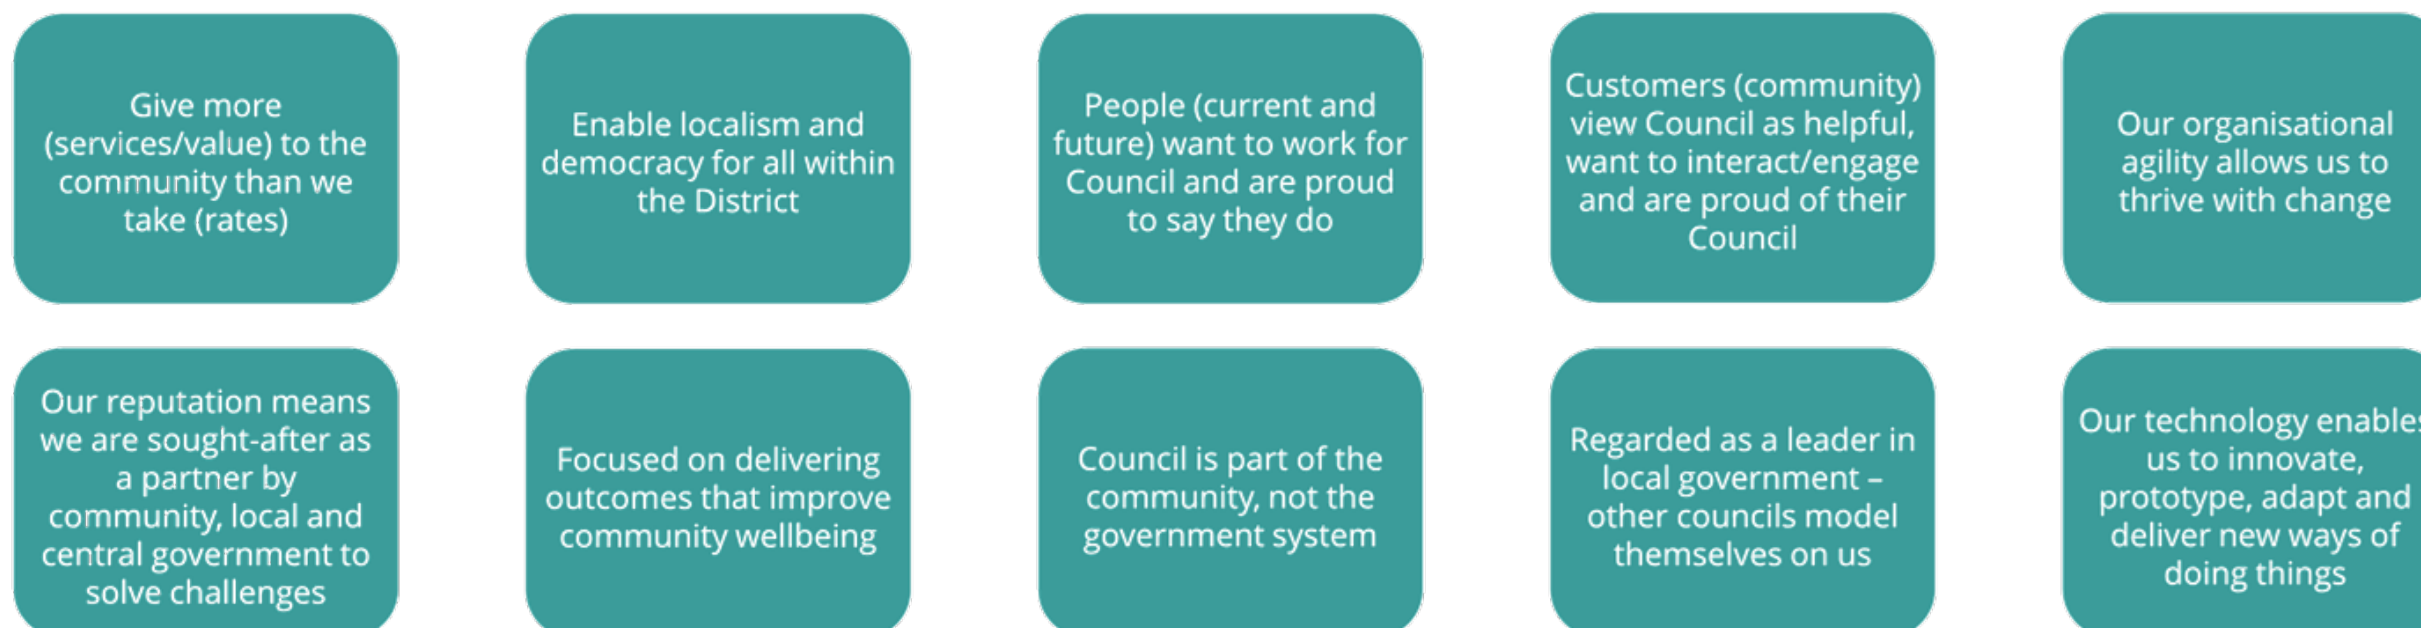 Give more
(services/value) to the
community than we
take (rates)
Enable localism and
democracy for all within
the District
People (current and
future) want to work for
Council and are proud
to say they do
Customers (community)
view Council as helpful,
want to interact/engage
and are proud of their
Council
Our organisational
agility allows us to
thrive with change
Our reputation means
we are sought-after as
a partner by
community, local and
central government to
solve challenges
Focused on delivering
outcomes that improve
community wellbeing
Council is part of the
community, not the
government system
Regarded as a leader in
local government –
other councils model
themselves on us
Our technology enables
us to innovate,
prototype, adapt and
deliver new ways of
doing things